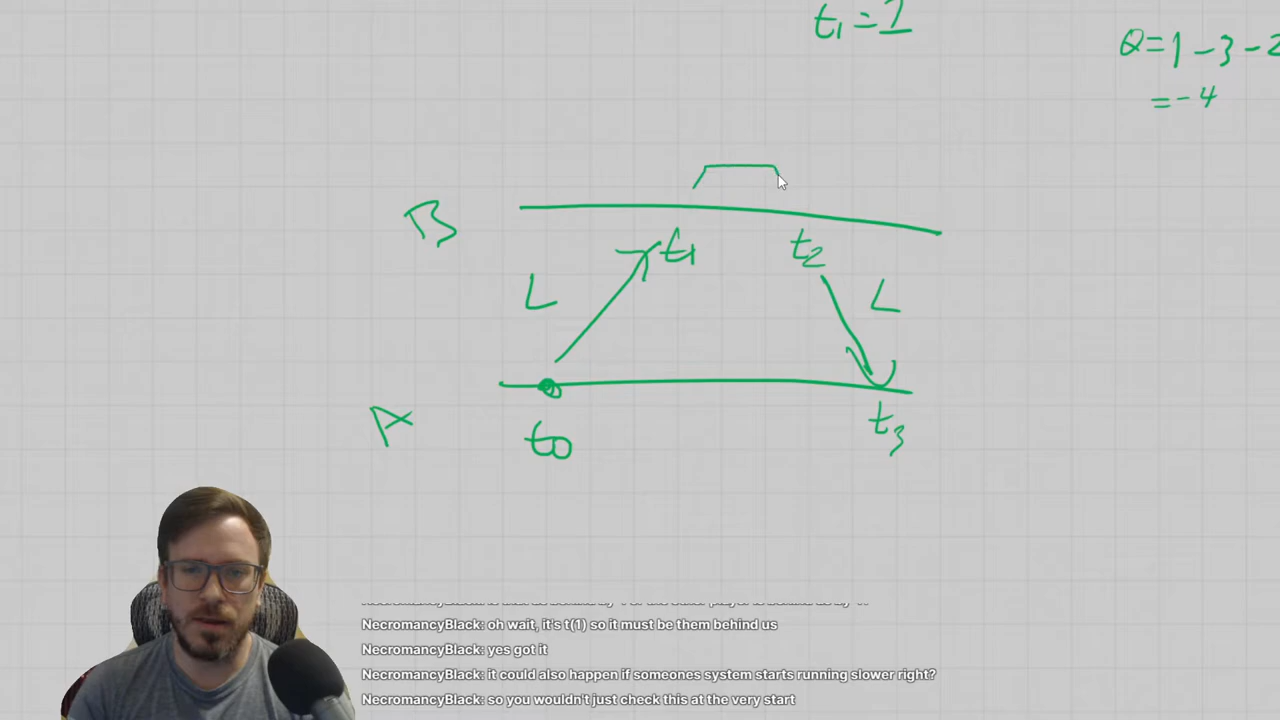 t1 = 1
Q = 1 - 3 - 2
= -4
B
t1
t2
L
L
A
t0
t3
NecromancyBlack: oh wait, it's t(1) so it must be them behind us
NecromancyBlack: yes got it
NecromancyBlack: it could also happen if someones system starts running slower right?
NecromancyBlack: so you wouldn't just check this at the very start